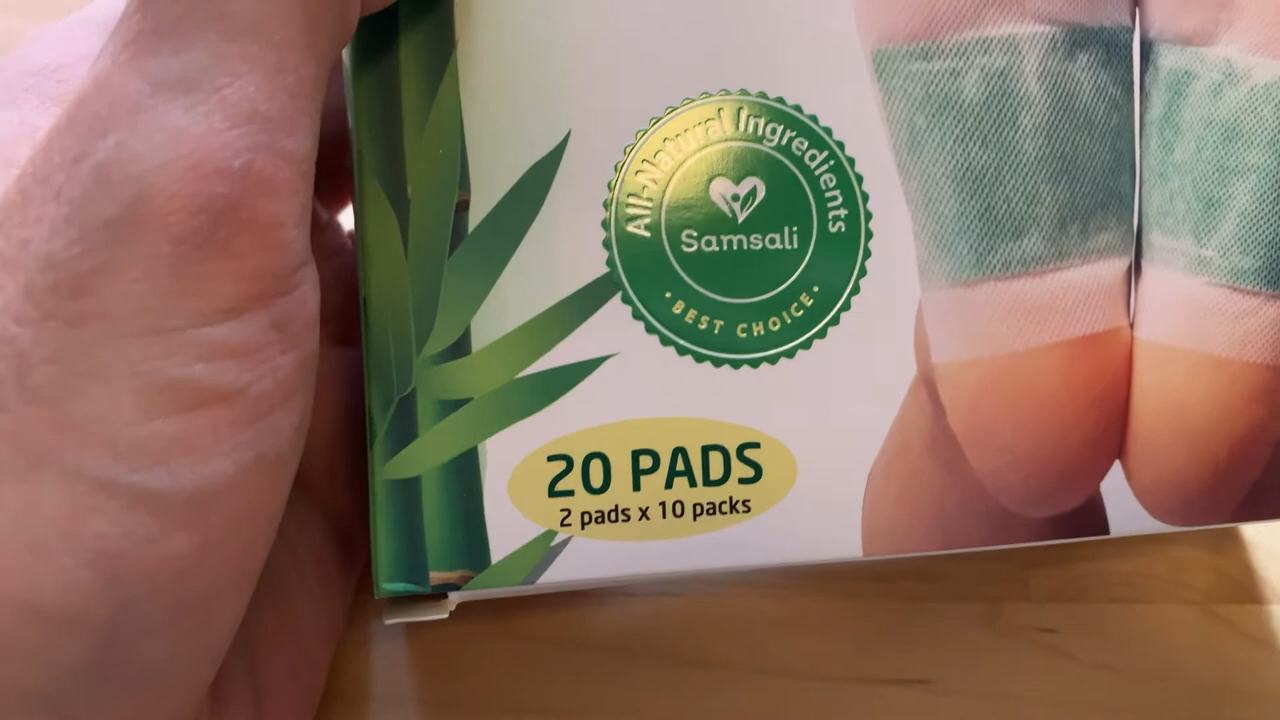 All-Natural Ingredients
Samsali
• BEST CHOICE •
20 PADS
2 pads x 10 packs